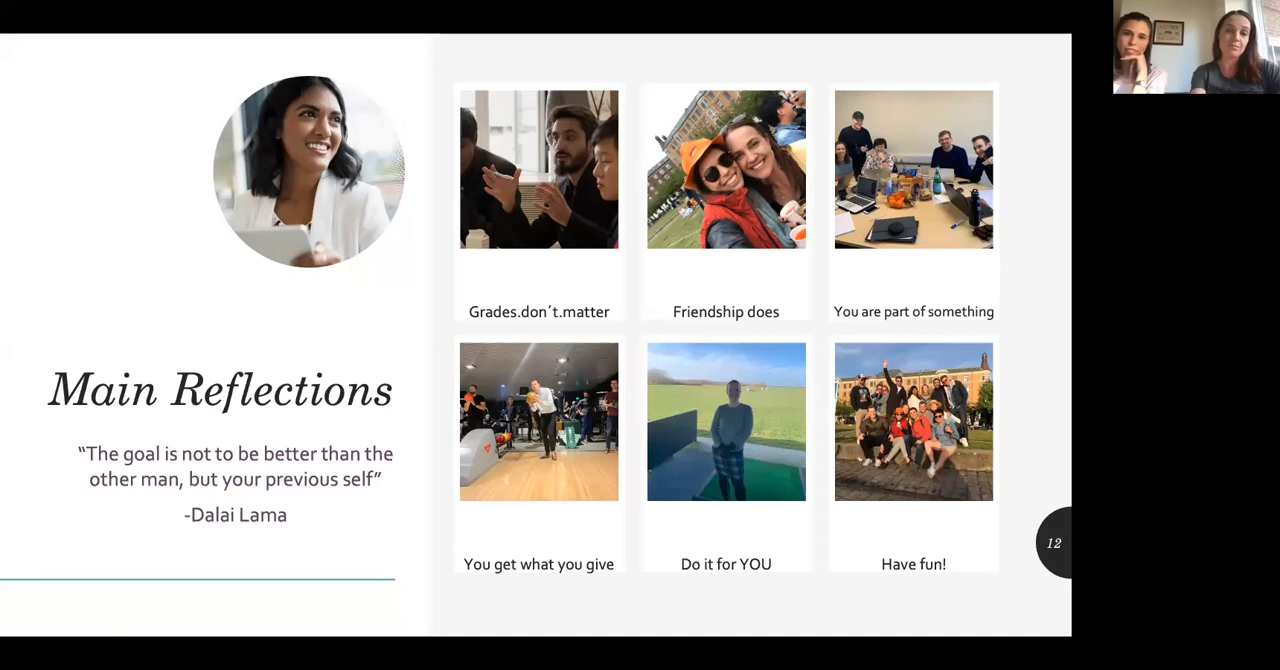 Main Reflections
“The goal is not to be better than the
other man, but your previous self”
-Dalai Lama
Grades.don´t.matter
Friendship does
You are part of something
You get what you give
Do it for YOU
Have fun!
12